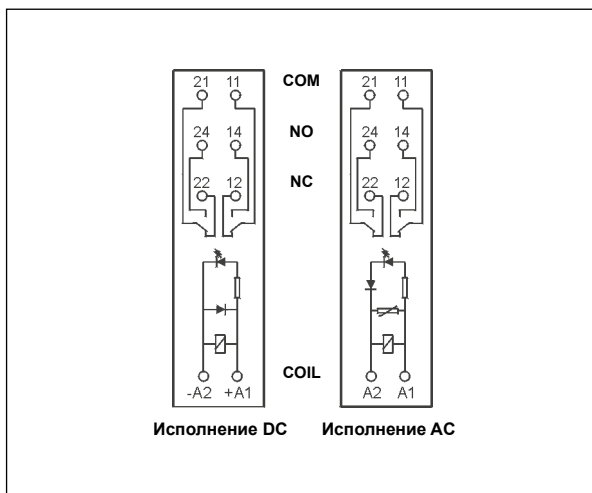 21 11 COM 21 11
24 14 NO 24 14
22 12 NC 22 12
COIL
-A2 +A1 A2 A1
Исполнение DC Исполнение AC